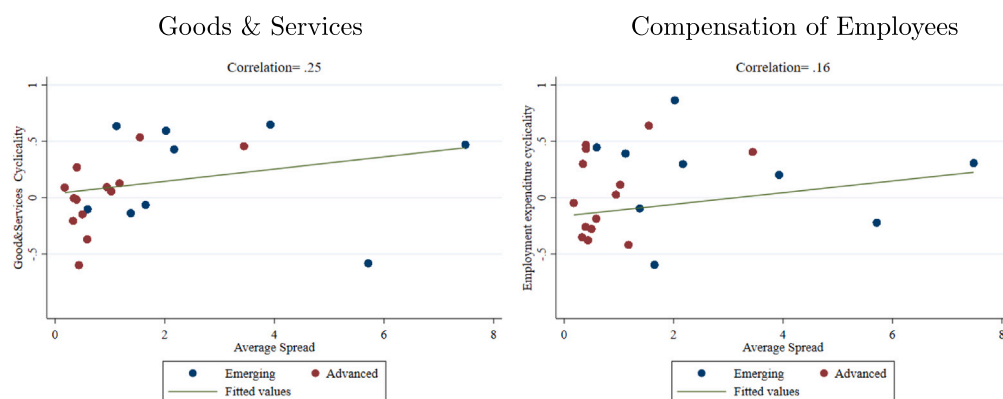 Goods & Services
Correlation= .25
Good&Services Cyclicality
1
.5
0
-.5
0 2 4 6 8
Average Spread
Emerging Advanced
Fitted values
Compensation of Employees
Correlation= .16
Employment expenditure cyclicality
1
.5
0
-.5
0 2 4 6 8
Average Spread
Emerging Advanced
Fitted values